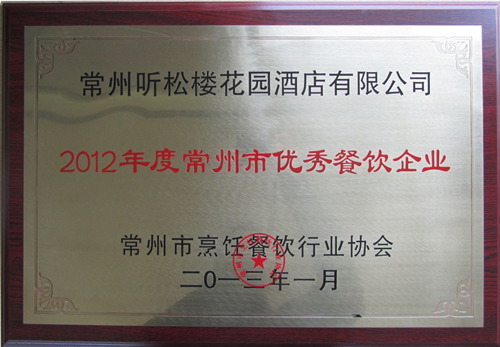 常州听松楼花园酒店有限公司
2012年度常州市优秀餐饮企业
常州市烹饪餐饮行业协会
二0一三年一月